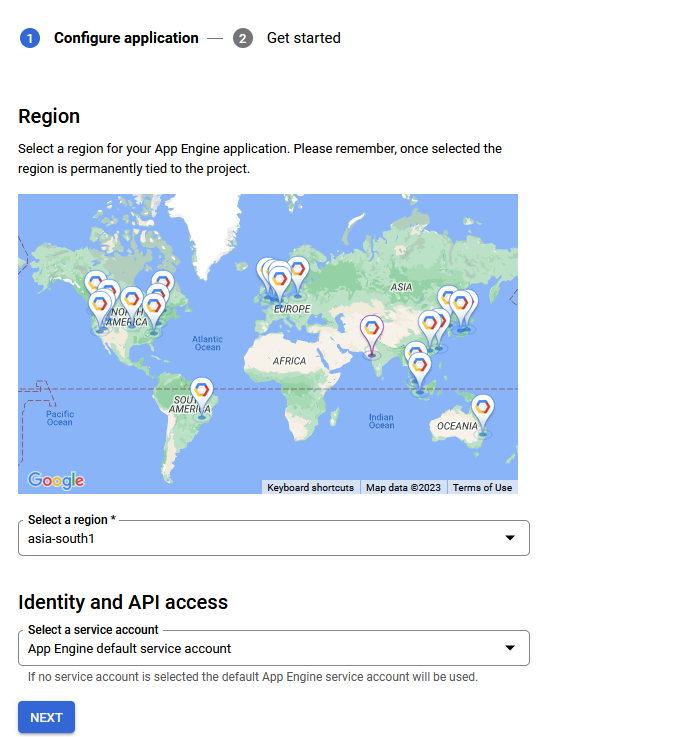 1 Configure application — 2 Get started
Region
Select a region for your App Engine application. Please remember, once selected the
region is permanently tied to the project.
ASIA
EUROPE
NORTH
AMERICA
Atlantic
Ocean
AFRICA
SOUTH
AMERICA
Pacific
Ocean
Indian
Ocean
OCEANIA
Google
Keyboard shortcuts Map data ©2023 Terms of Use
Select a region *
asia-south1
Identity and API access
Select a service account
App Engine default service account
If no service account is selected the default App Engine service account will be used.
NEXT